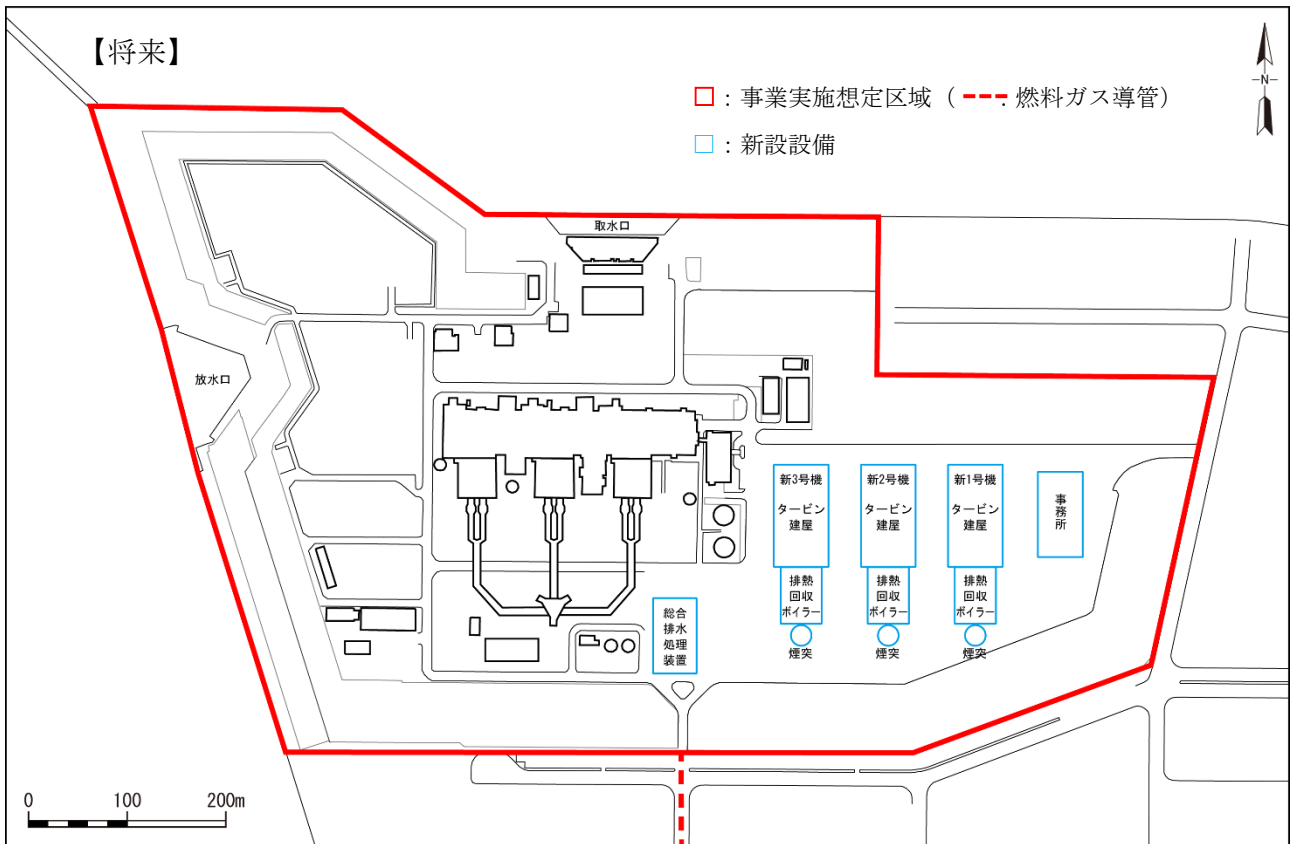 【将来】
-N-
：事業実施想定区域（ : 燃料ガス導管）
：新設設備
取水口
放水口
新3号機
タービン
建屋
新2号機
タービン
建屋
新1号機
タービン
建屋
事
務
所
排熱
回収
ボイラー
排熱
回収
ボイラー
排熱
回収
ボイラー
煙突
煙突
煙突
総合
排水
処理
装置
0 100 200m